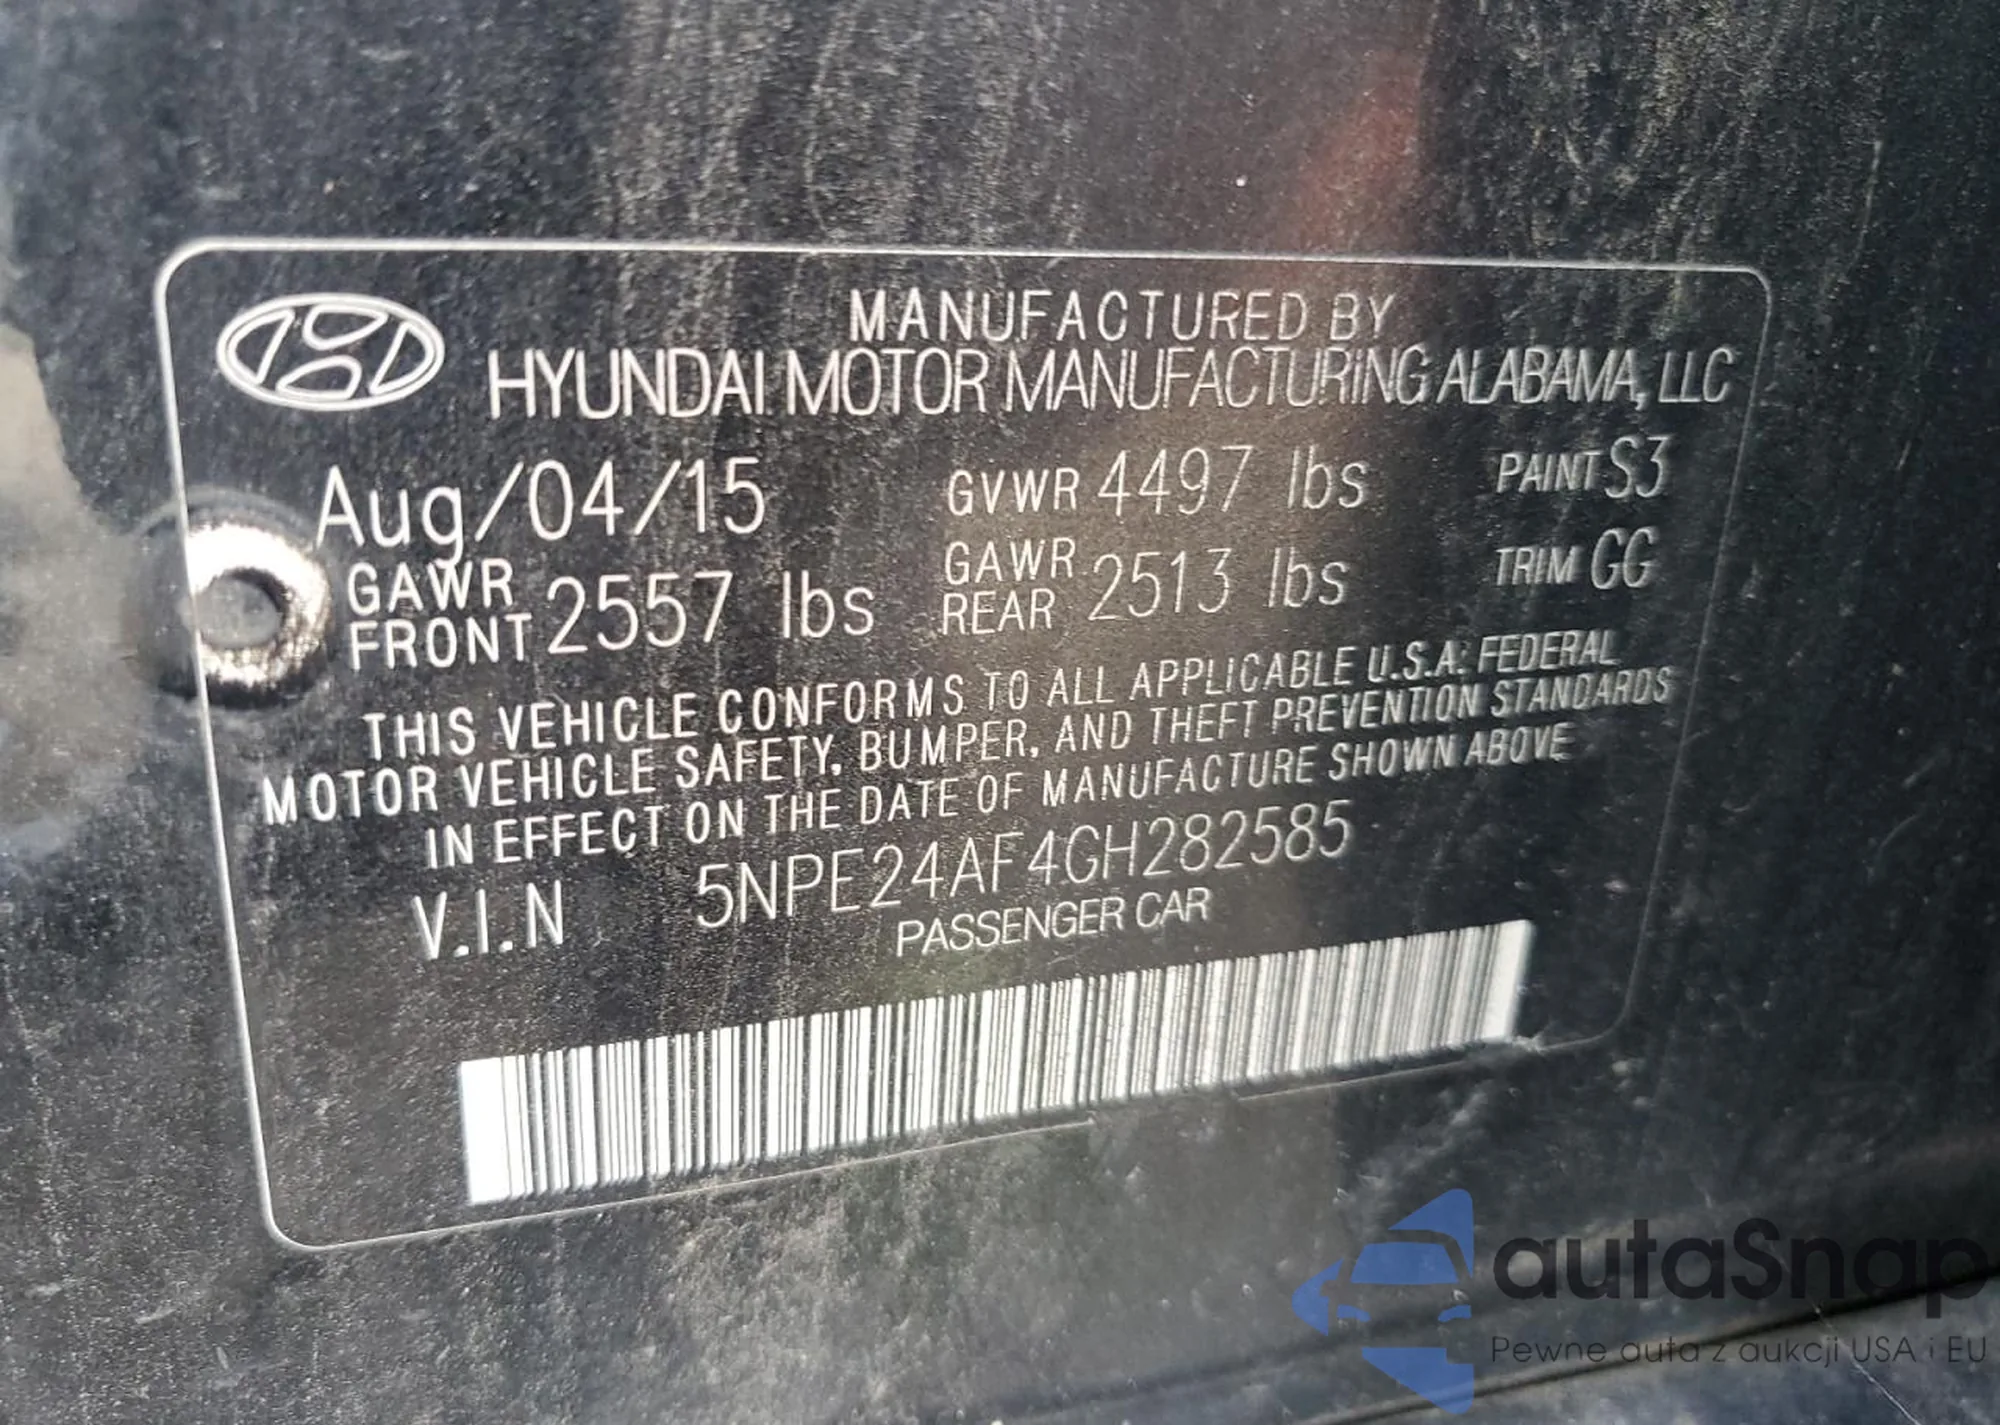 MANUFACTURED BY
HYUNDAI MOTOR MANUFACTURING ALABAMA, LLC
Aug/04/15 GVWR 4497 lbs PAINT S3
GAWR FRONT 2557 lbs GAWR REAR 2513 lbs TRIM GG
THIS VEHICLE CONFORMS TO ALL APPLICABLE U.S.A. FEDERAL
MOTOR VEHICLE SAFETY, BUMPER, AND THEFT PREVENTION STANDARDS
IN EFFECT ON THE DATE OF MANUFACTURE SHOWN ABOVE
V.I.N 5NPE24AF4GH282585
PASSENGER CAR
autaSnap
Pewne auta z aukcji USA i EU